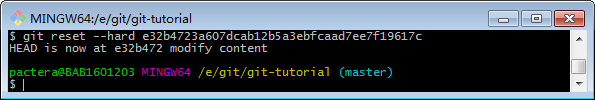 MINGW64:/e/git/git-tutorial
$ git reset --hard e32b4723a607dcab12b5a3ebfcaad7ee7f19617c
HEAD is now at e32b472 modify content
pactera@BAB1601203 MINGW64 /e/git/git-tutorial (master)
$